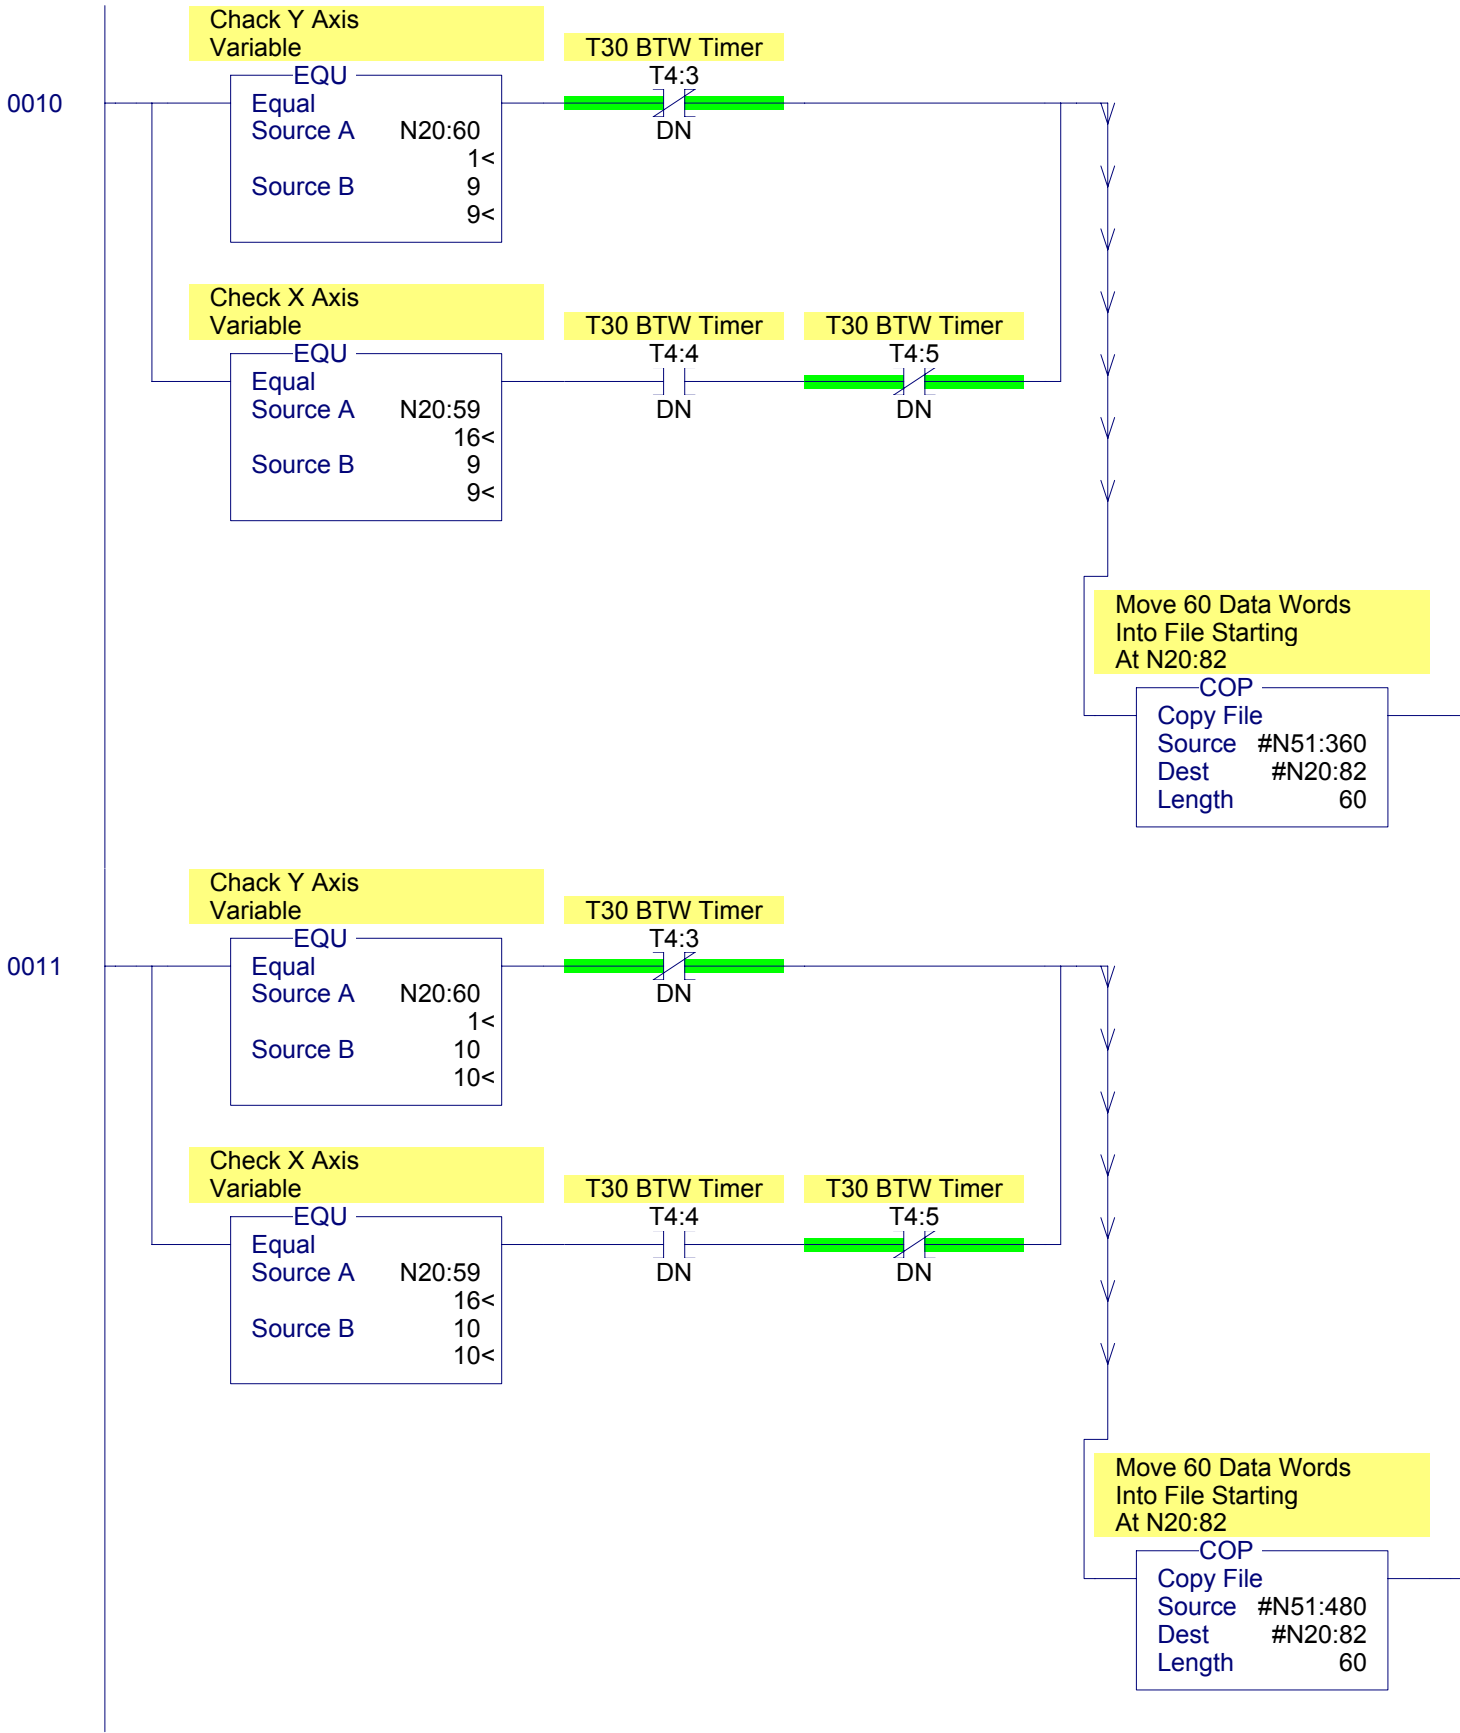 Chack Y Axis
Variable
T30 BTW Timer
EQU
T4:3
0010
Equal
Source A N20:60
DN
1<
Source B 9
9<
Check X Axis
Variable
T30 BTW Timer
T30 BTW Timer
EQU
T4:4
T4:5
Equal
Source A N20:59
DN
DN
16<
Source B 9
9<
Move 60 Data Words
Into File Starting
At N20:82
COP
Copy File
Source #N51:360
Dest #N20:82
Length 60
Chack Y Axis
Variable
T30 BTW Timer
EQU
T4:3
0011
Equal
Source A N20:60
DN
1<
Source B 10
10<
Check X Axis
Variable
T30 BTW Timer
T30 BTW Timer
EQU
T4:4
T4:5
Equal
Source A N20:59
DN
DN
16<
Source B 10
10<
Move 60 Data Words
Into File Starting
At N20:82
COP
Copy File
Source #N51:480
Dest #N20:82
Length 60